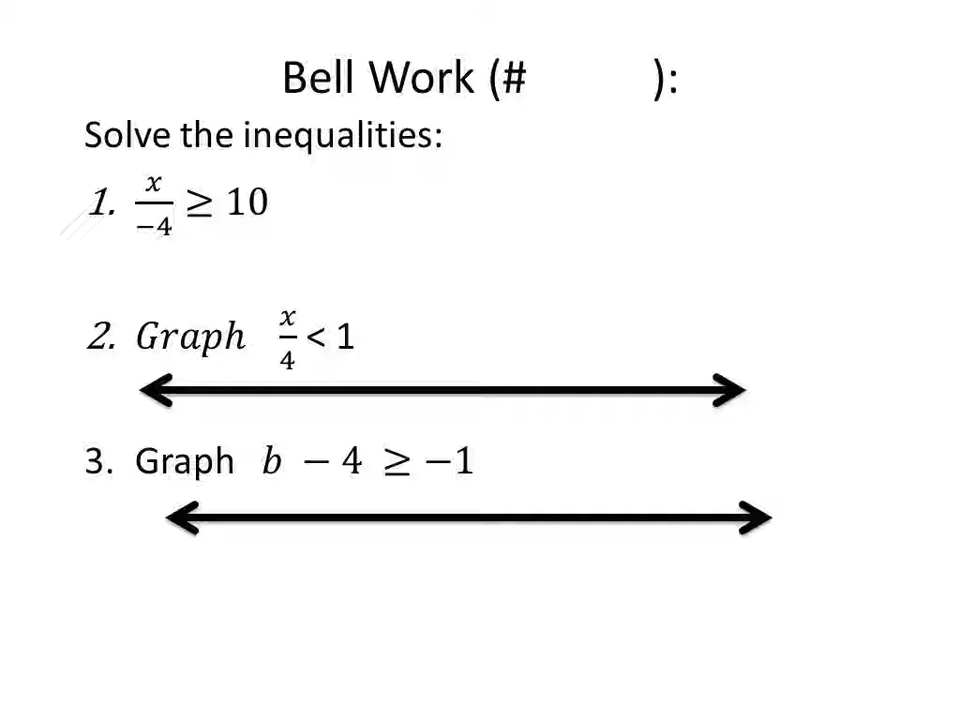 Bell Work (# ):
Solve the inequalities:
1. x/−4 ≥ 10
2. Graph x/4 < 1
3. Graph b − 4 ≥ −1